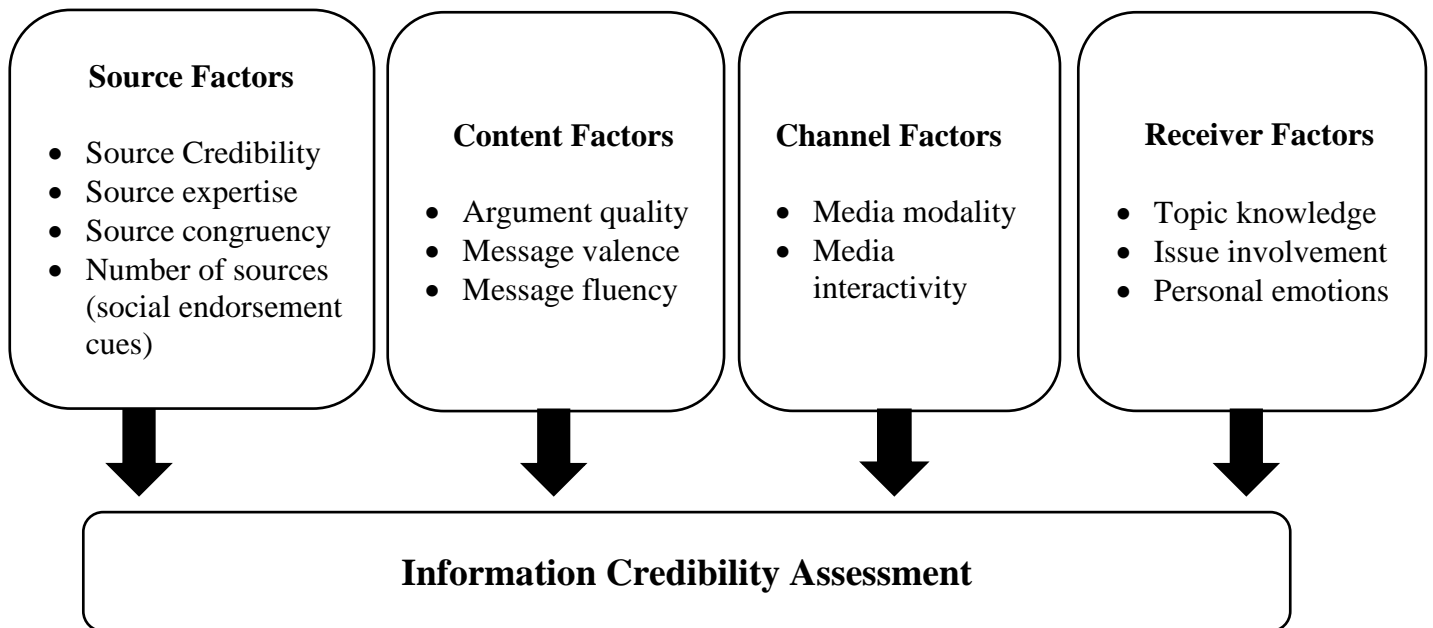 Source Factors
• Source Credibility
• Source expertise
• Source congruency
• Number of sources
(social endorsement
cues)
Content Factors
• Argument quality
• Message valence
• Message fluency
Channel Factors
• Media modality
• Media
interactivity
Receiver Factors
• Topic knowledge
• Issue involvement
• Personal emotions
Information Credibility Assessment